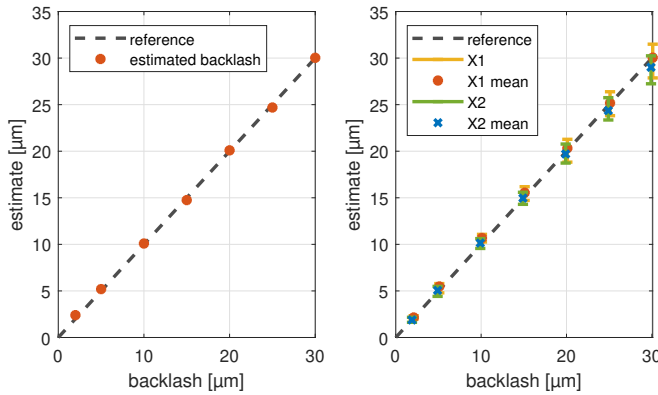 35
30
25
20
15
10
5
0
estimate [µm]
0
10
20
30
backlash [µm]
reference
estimated backlash
35
30
25
20
15
10
5
0
estimate [µm]
0
10
20
30
backlash [µm]
reference
X1
X1 mean
X2
X2 mean